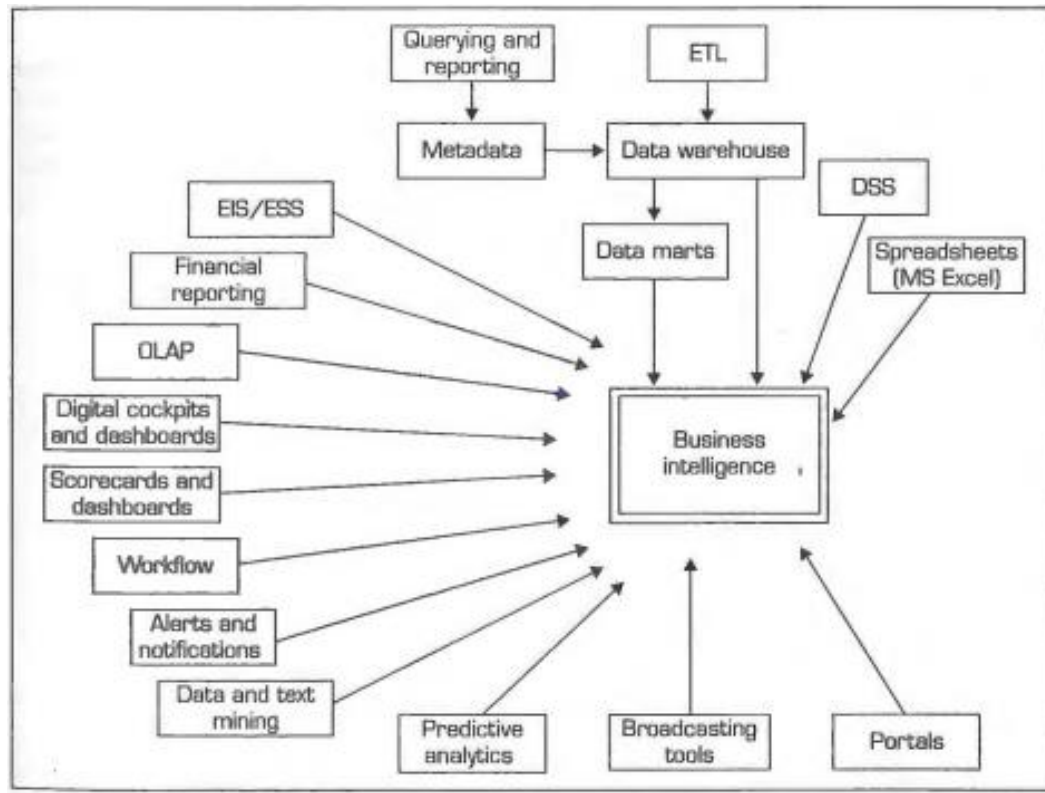 Querying and
reporting
ETL
Metadata
Data warehouse
DSS
EIS/ESS
Data marts
Spreadsheets
(MS Excel)
Financial
reporting
OLAP
Digital cockpits
and dashboards
Business
intelligence
Scorecards and
dashboards
Workflow
Alerts and
notifications
Data and text
mining
Predictive
analytics
Broadcasting
tools
Portals